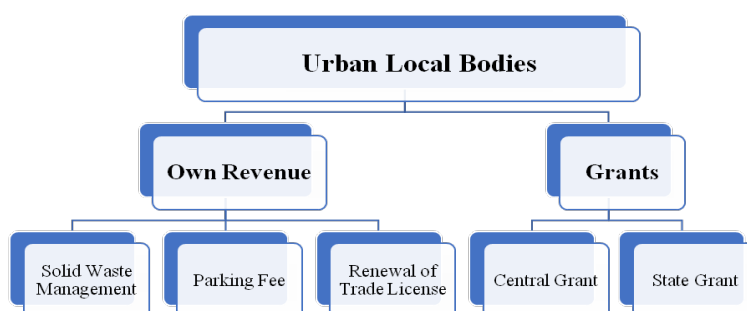 Urban Local Bodies
Own Revenue
Grants
Solid Waste
Management
Parking Fee
Renewal of
Trade License
Central Grant
State Grant